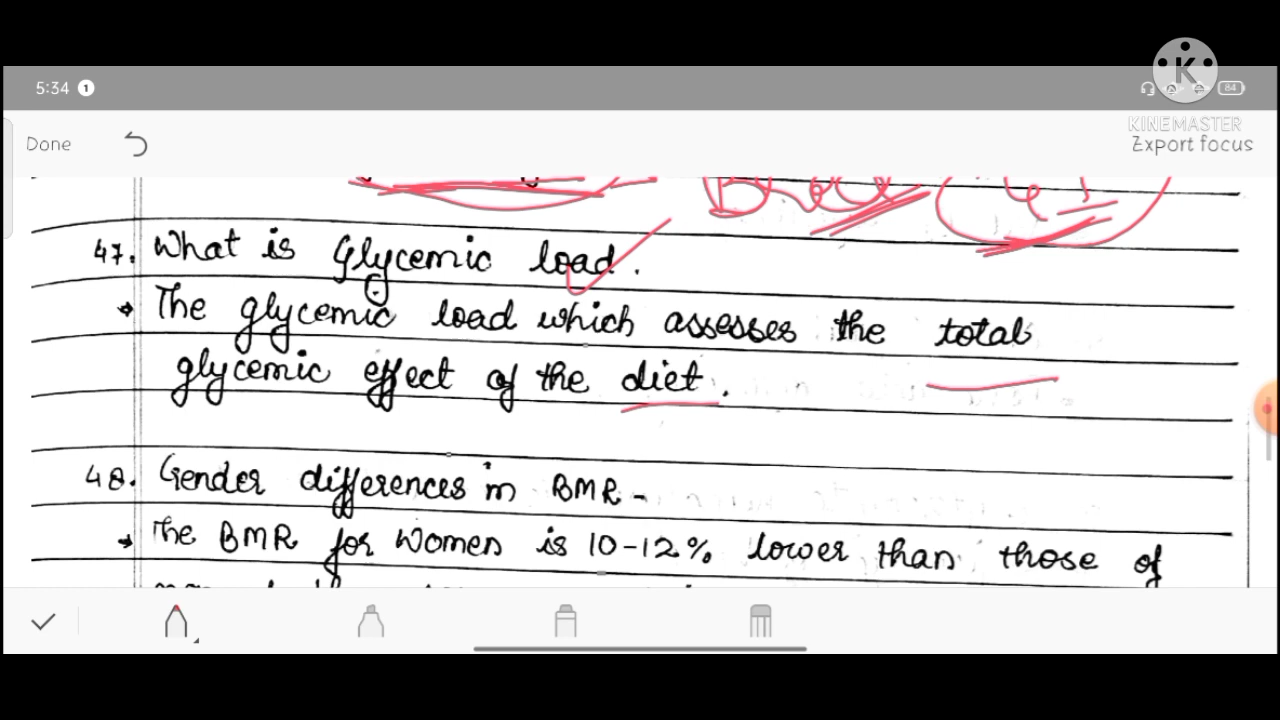 5:34 1
84
KINEMASTER
Done
Export focus
47. What is Glycemic load.
The glycemic load which assesses the total
glycemic effect of the diet.
48. Gender differences in BMR -
The BMR for women is 10-12% lower than those of